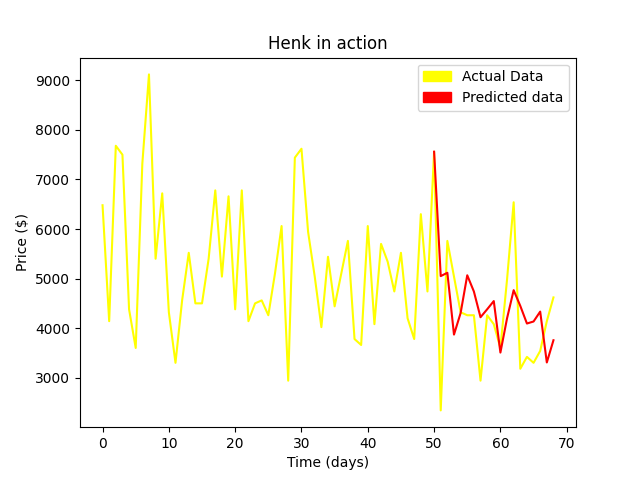 Henk in action
Actual Data
Predicted data
Price ($)
9000
8000
7000
6000
5000
4000
3000
0 10 20 30 40 50 60 70
Time (days)